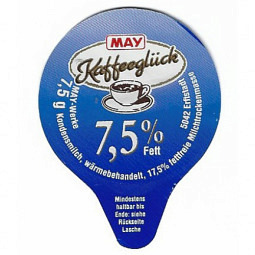 MAY
Kaffeeglück
7,5%
Fett
MAY-Werke
5042 Erftstadt
7,5 g Kondensmilch, wärmebehandelt, 17,5% fettfreie Milchtrockenmasse
Mindestens
haltbar bis
Ende: siehe
Rückseite
Lasche